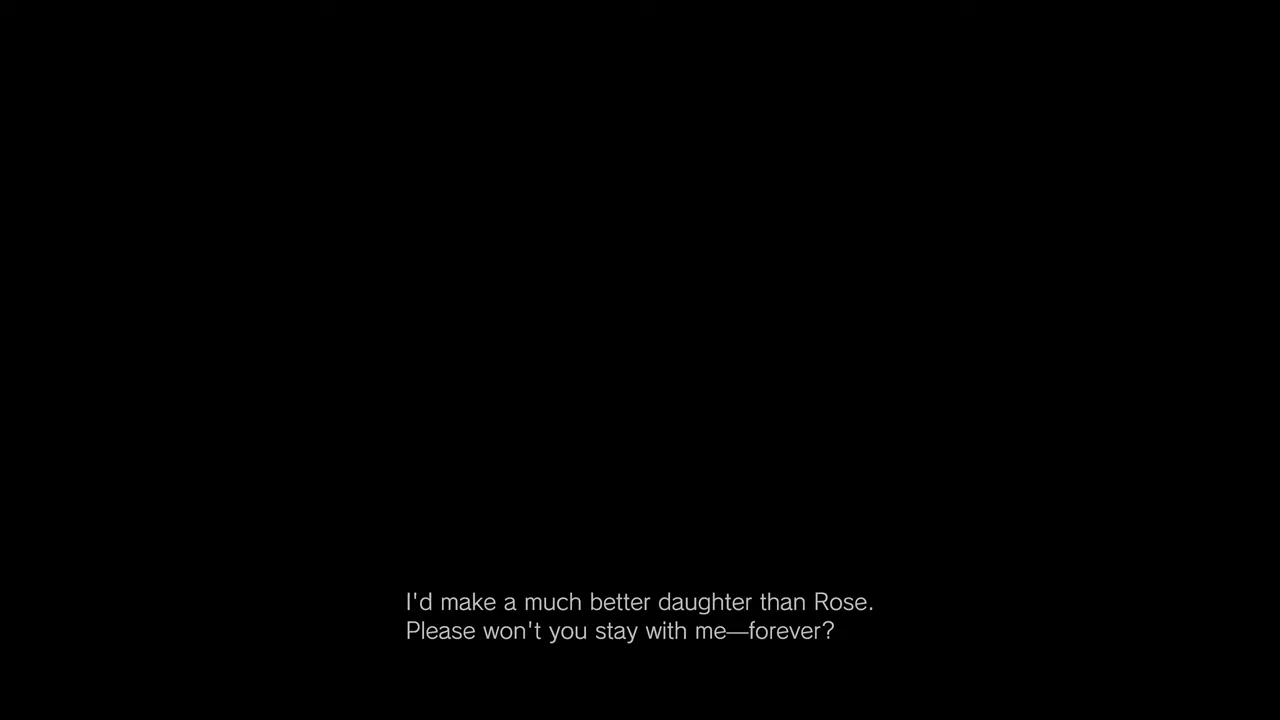 I'd make a much better daughter than Rose.
Please won't you stay with me—forever?